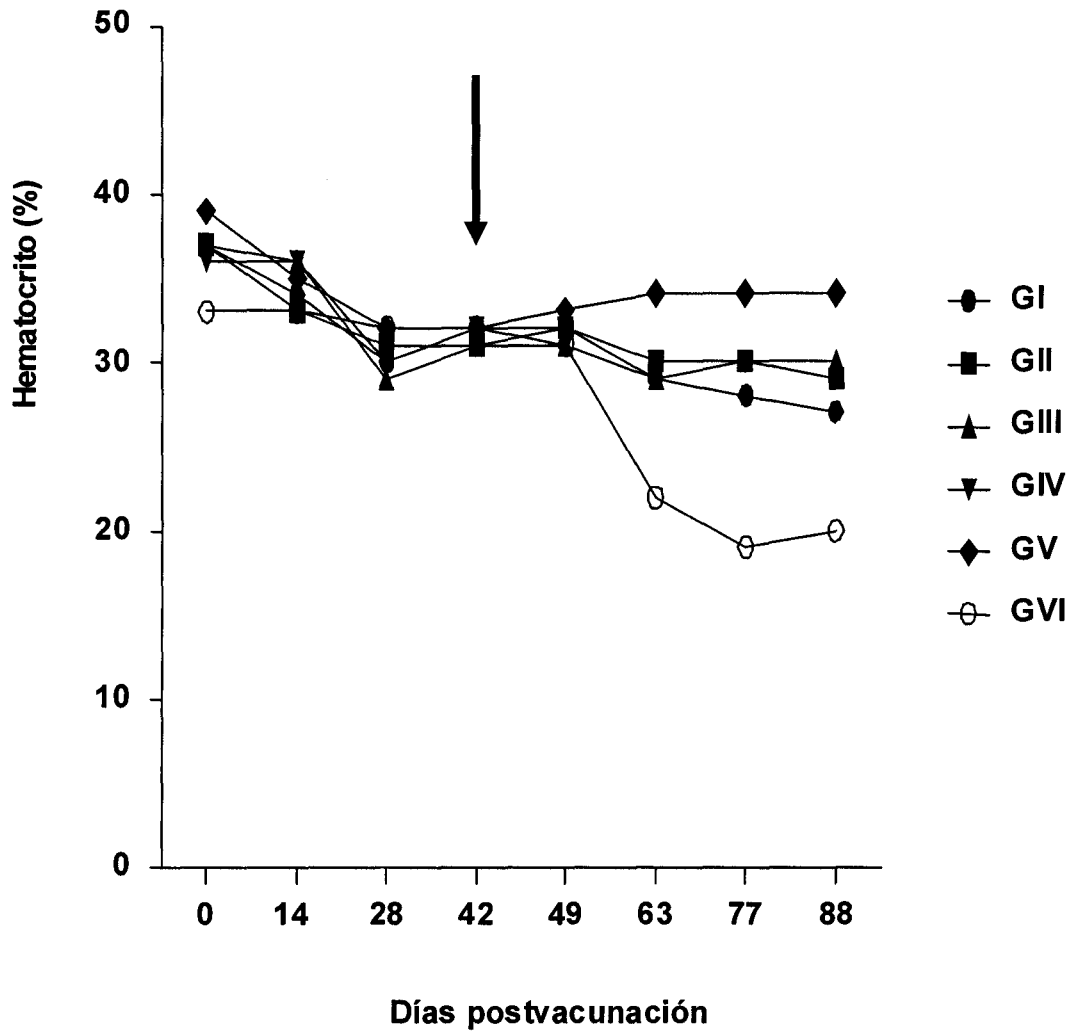 Hematocrito (%)
50
40
30
20
10
0
0 14 28 42 49 63 77 88
Días postvacunación
GI
GII
GIII
GIV
GV
GVI